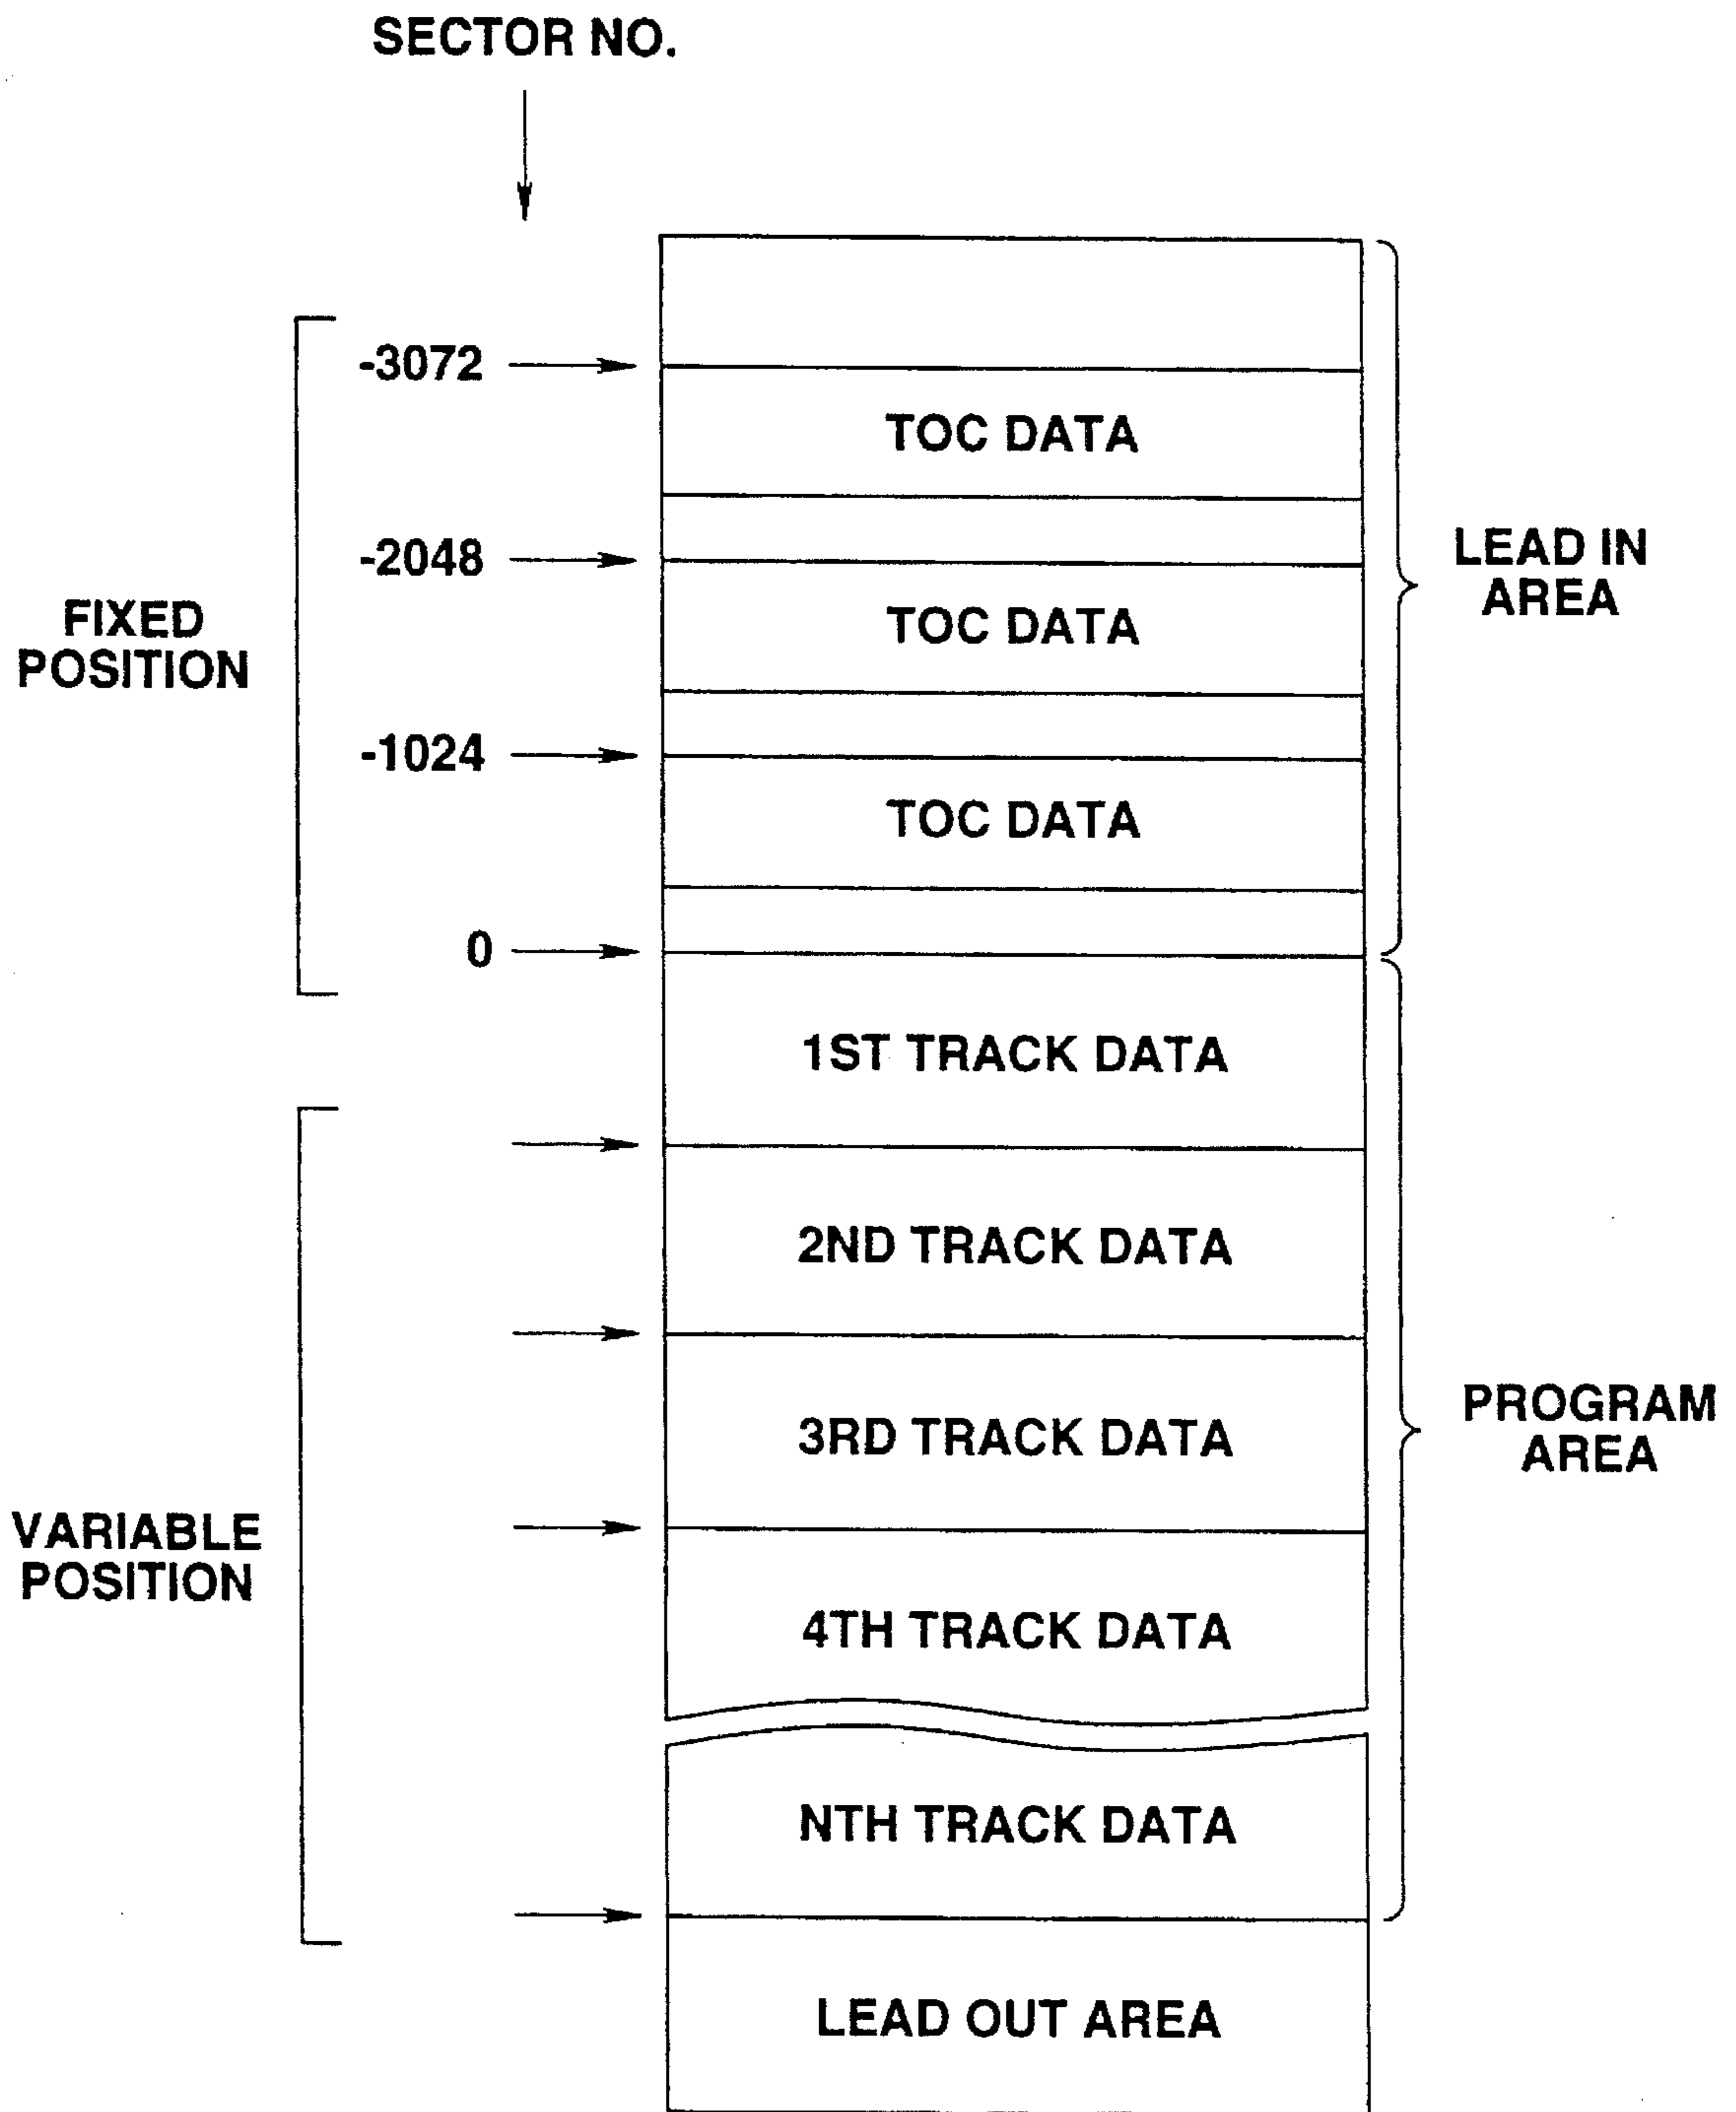 SECTOR NO.
-3072
TOC DATA
-2048
LEAD IN
AREA
FIXED
POSITION
TOC DATA
-1024
TOC DATA
0
1ST TRACK DATA
2ND TRACK DATA
3RD TRACK DATA
PROGRAM
AREA
VARIABLE
POSITION
4TH TRACK DATA
NTH TRACK DATA
LEAD OUT AREA